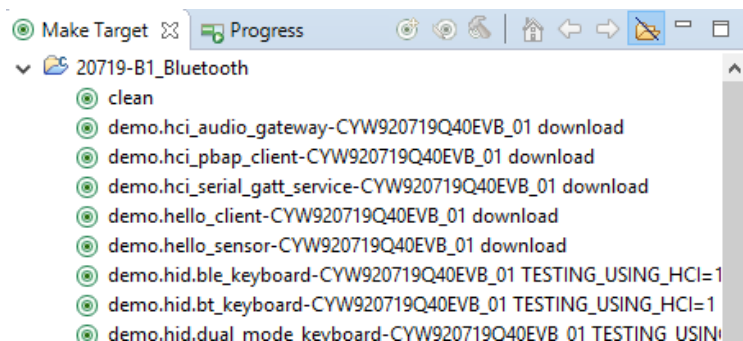 Make Target Progress
20719-B1_Bluetooth
clean
demo.hci_audio_gateway-CYW920719Q40EVB_01 download
demo.hci_pbap_client-CYW920719Q40EVB_01 download
demo.hci_serial_gatt_service-CYW920719Q40EVB_01 download
demo.hello_client-CYW920719Q40EVB_01 download
demo.hello_sensor-CYW920719Q40EVB_01 download
demo.hid.ble_keyboard-CYW920719Q40EVB_01 TESTING_USING_HCI=1
demo.hid.bt_keyboard-CYW920719Q40EVB_01 TESTING_USING_HCI=1
demo.hid.dual_mode_keyboard-CYW920719Q40EVB_01 TESTING_USIN